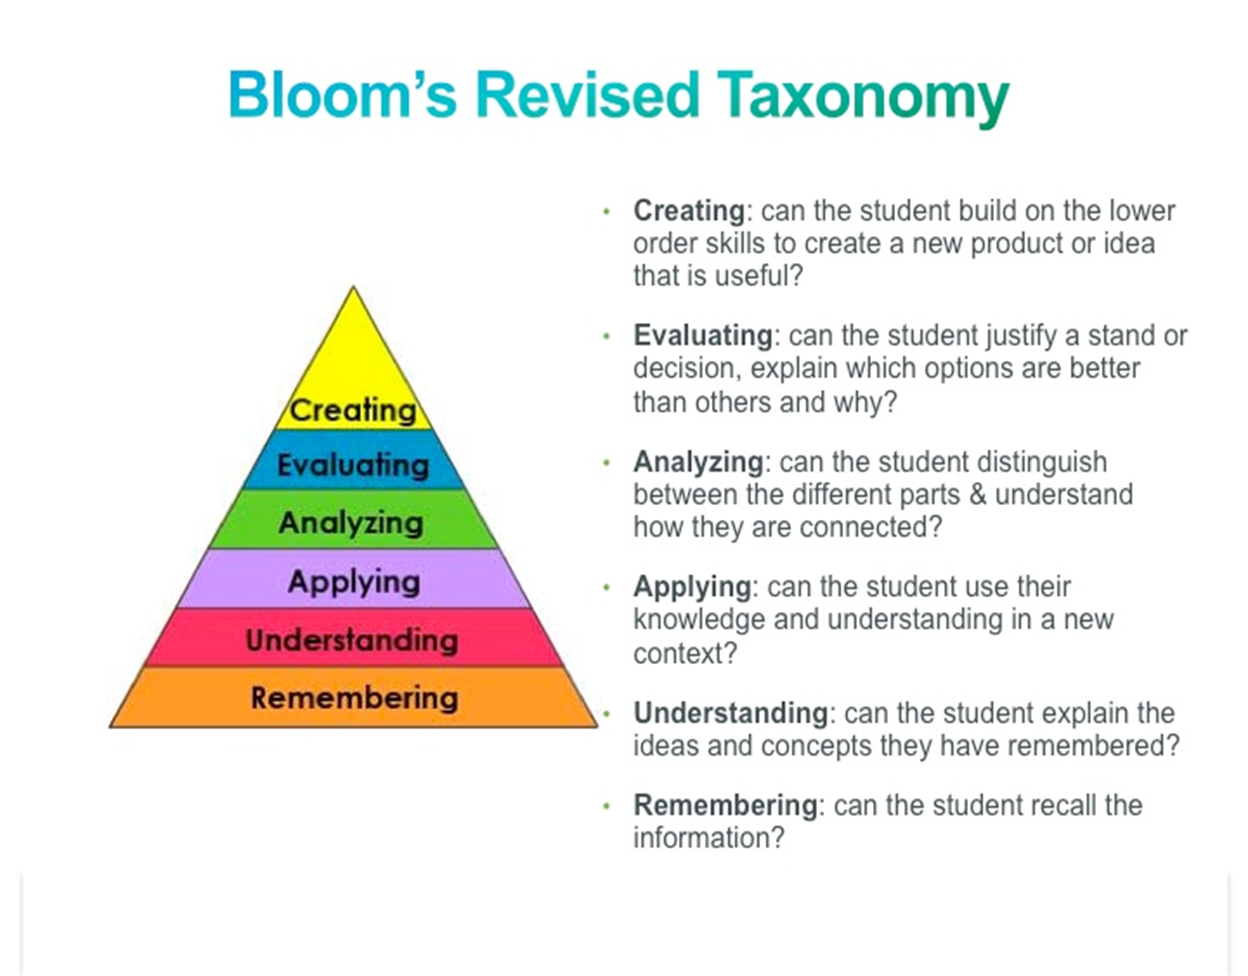 Bloom’s Revised Taxonomy
Creating
Evaluating
Analyzing
Applying
Understanding
Remembering
• Creating: can the student build on the lower
order skills to create a new product or idea
that is useful?
• Evaluating: can the student justify a stand or
decision, explain which options are better
than others and why?
• Analyzing: can the student distinguish
between the different parts & understand
how they are connected?
• Applying: can the student use their
knowledge and understanding in a new
context?
• Understanding: can the student explain the
ideas and concepts they have remembered?
• Remembering: can the student recall the
information?